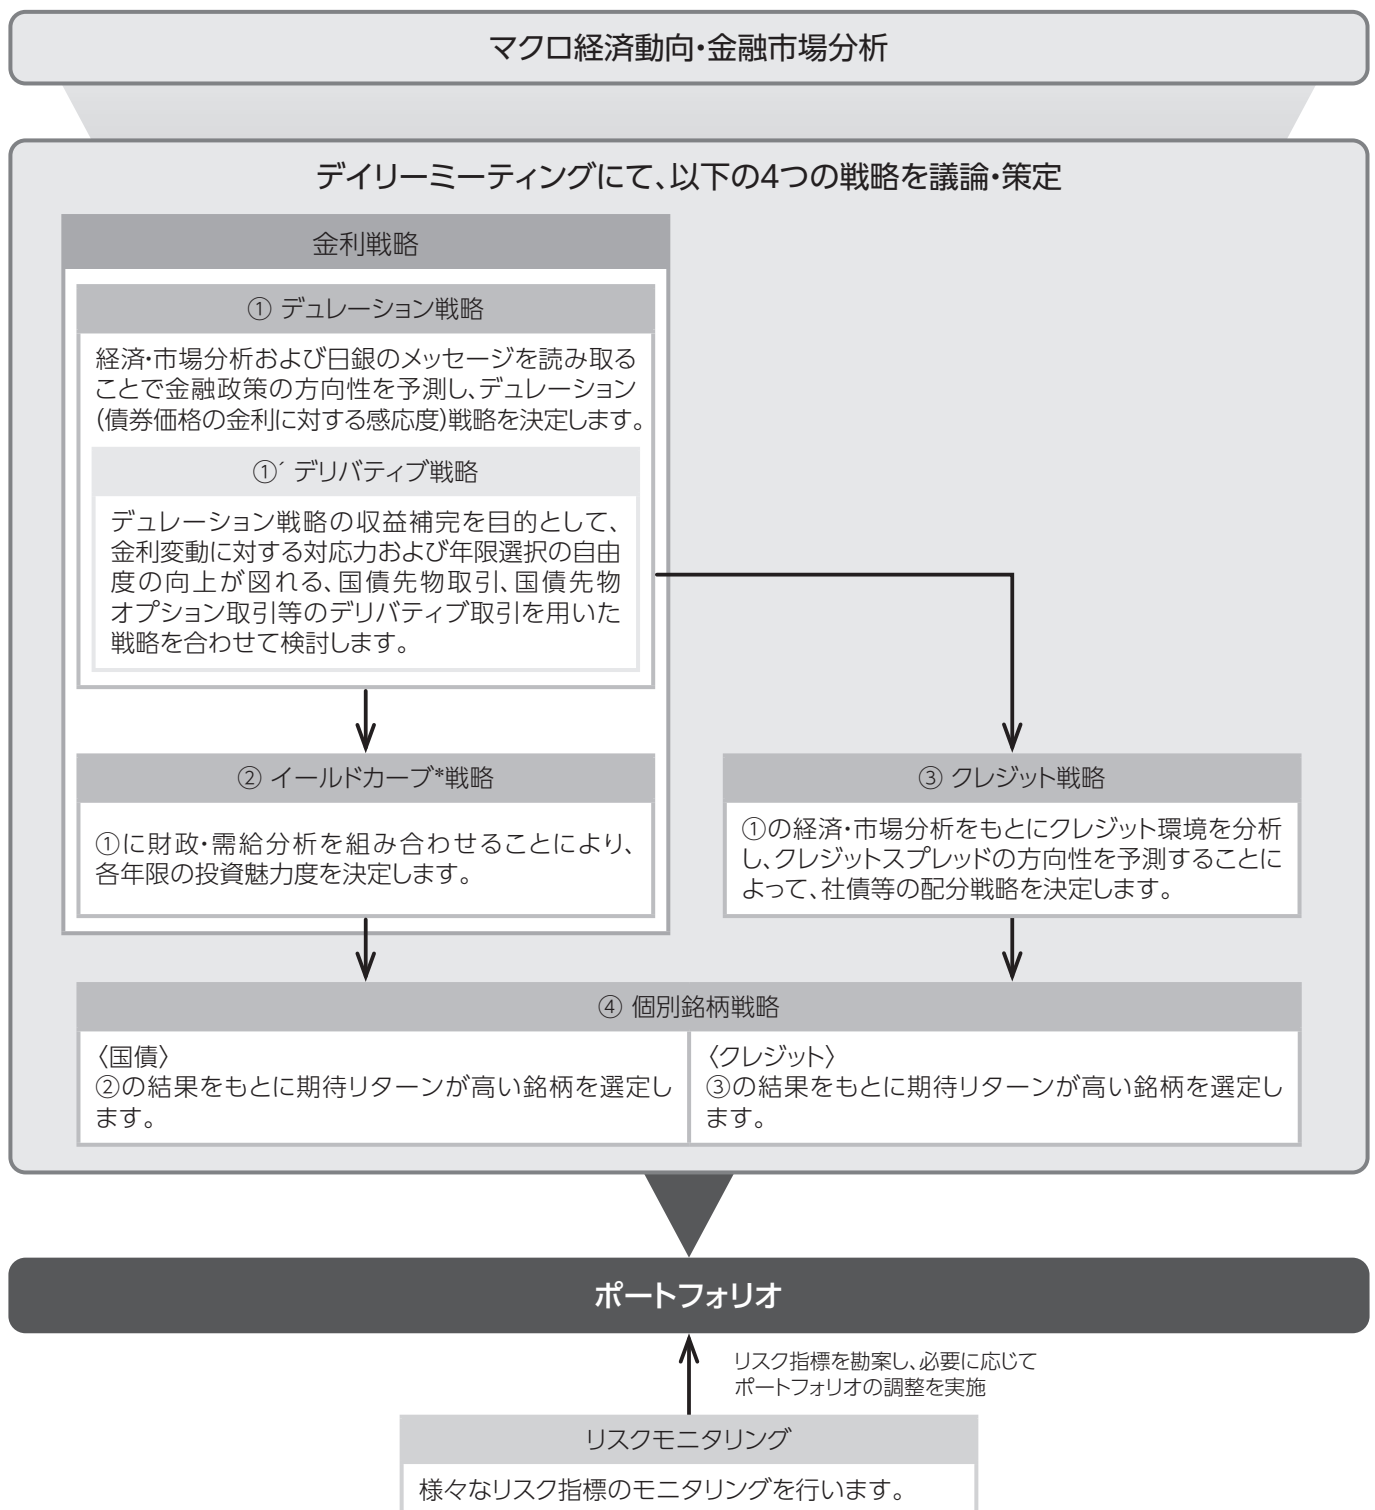 マクロ経済動向・金融市場分析
デイリーミーティングにて、以下の4つの戦略を議論・策定
金利戦略
① デュレーション戦略
経済・市場分析および日銀のメッセージを読み取る
ことで金融政策の方向性を予測し、デュレーション
(債券価格の金利に対する感応度)戦略を決定します。
①´ デリバティブ戦略
デュレーション戦略の収益補完を目的として、
金利変動に対する対応力および年限選択の自由
度の向上が図れる、国債先物取引、国債先物
オプション取引等のデリバティブ取引を用いた
戦略を合わせて検討します。
② イールドカーブ*戦略
①に財政・需給分析を組み合わせることにより、
各年限の投資魅力度を決定します。
③ クレジット戦略
①の経済・市場分析をもとにクレジット環境を分析
し、クレジットスプレッドの方向性を予測することに
よって、社債等の配分戦略を決定します。
④ 個別銘柄戦略
〈国債〉
②の結果をもとに期待リターンが高い銘柄を選定し
ます。
〈クレジット〉
③の結果をもとに期待リターンが高い銘柄を選定し
ます。
ポートフォリオ
リスク指標を勘案し、必要に応じて
ポートフォリオの調整を実施
リスクモニタリング
様々なリスク指標のモニタリングを行います。